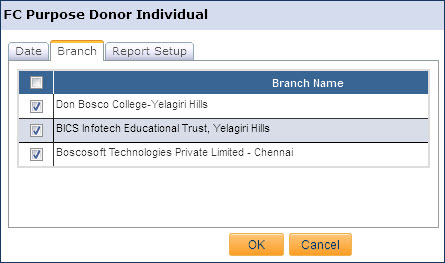 FC Purpose Donor Individual
Date Branch Report Setup
Branch Name
Don Bosco College-Yelagiri Hills
BICS Infotech Educational Trust, Yelagiri Hills
Boscosoft Technologies Private Limited - Chennai
OK Cancel